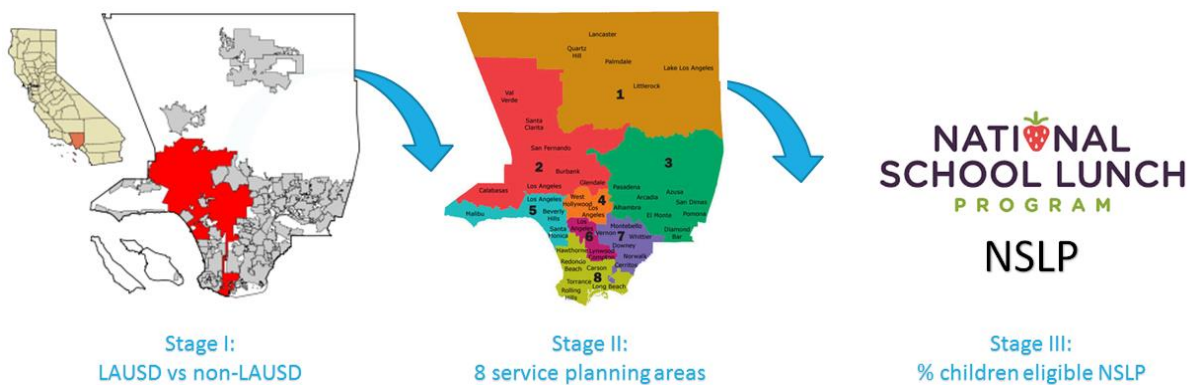 Lancaster
Quartz
Hill
Palmdale
Lake Los Angeles
Littlerock
1
Val
Verde
Santa
Clarita
San Fernando
2
3
Burbank
Glendale
Pasadena
Arcadia
Azusa
San Dimas
Calabasas
Los Angeles
Los Angeles
West
Hollywood
4
Los
Angeles
Alhambra
El Monte
Pomona
Malibu
5
Beverly
Hills
Diamond
Bar
Santa
Monica
Los
Angeles
6
Vernon
Montebello
7
Whittier
Hawthorne
Lynwood
Compton
Downey
Norwalk
Cerritos
Redondo
Beach
Carson
8
Torrance
Long Beach
Rolling
Hills
NATIONAL
SCHOOL LUNCH
PROGRAM
NSLP
Stage I:
LAUSD vs non-LAUSD
Stage II:
8 service planning areas
Stage III:
% children eligible NSLP